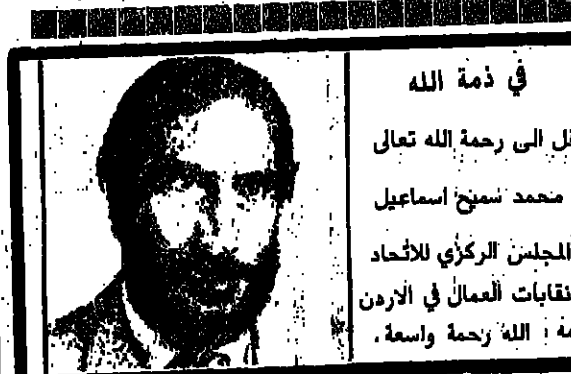 في ذمة الله
الى رحمة الله تعالى
محمد سميح اسماعيل
المجلس المركزي للاتحاد
نقابات العمال في الاردن
الله رحمة واسعة .